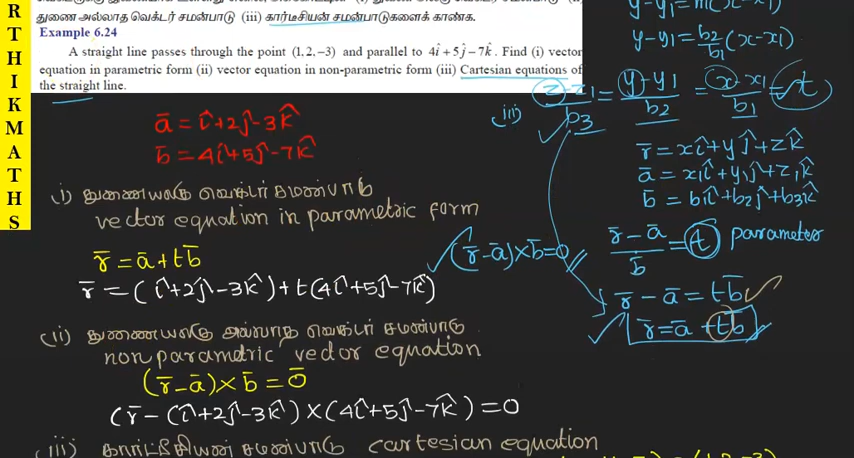 R
T
H
I
K
M
A
T
H
S
துணை அல்லாத வெக்டர் சமன்பாடு (iii) கார்டீசியன் சமன்பாடுகளைக் காண்க.
Example 6.24
A straight line passes through the point (1, 2, −3) and parallel to 4î + 5ĵ − 7k̂. Find (i) vector
equation in parametric form (ii) vector equation in non-parametric form (iii) Cartesian equations of
the straight line.
ā = î+2ĵ-3k̂
b̄ = 4î+5ĵ-7k̂
i) துணையலகு வெக்டர் சமன்பாடு
vector equation in parametric form
r̄ = ā + tb̄
r̄ = (î+2ĵ-3k̂) + t(4î+5ĵ-7k̂)
(ii) துணையலகு அல்லாத வெக்டர் சமன்பாடு
non parametric vector equation
(r̄-ā) × b̄ = ō
(r̄ - (î+2ĵ-3k̂) × (4î+5ĵ-7k̂) = 0
iii) கார்ட்டீசியன் சமன்பாடு cartesian equation
y-y1 = b2/b1 (x-x1)
(iii) z-z1/b3 = y-y1/b2 = x-x1/b1 = t
r̄ = xî+yĵ+zk̂
ā = x1î+y1ĵ+z1k̂
b̄ = b1î+b2ĵ+b3k̂
(r̄-ā)×b̄=0
r̄-ā/b̄ = t parameter
r̄ - ā = tb̄
r̄ = ā + tb̄